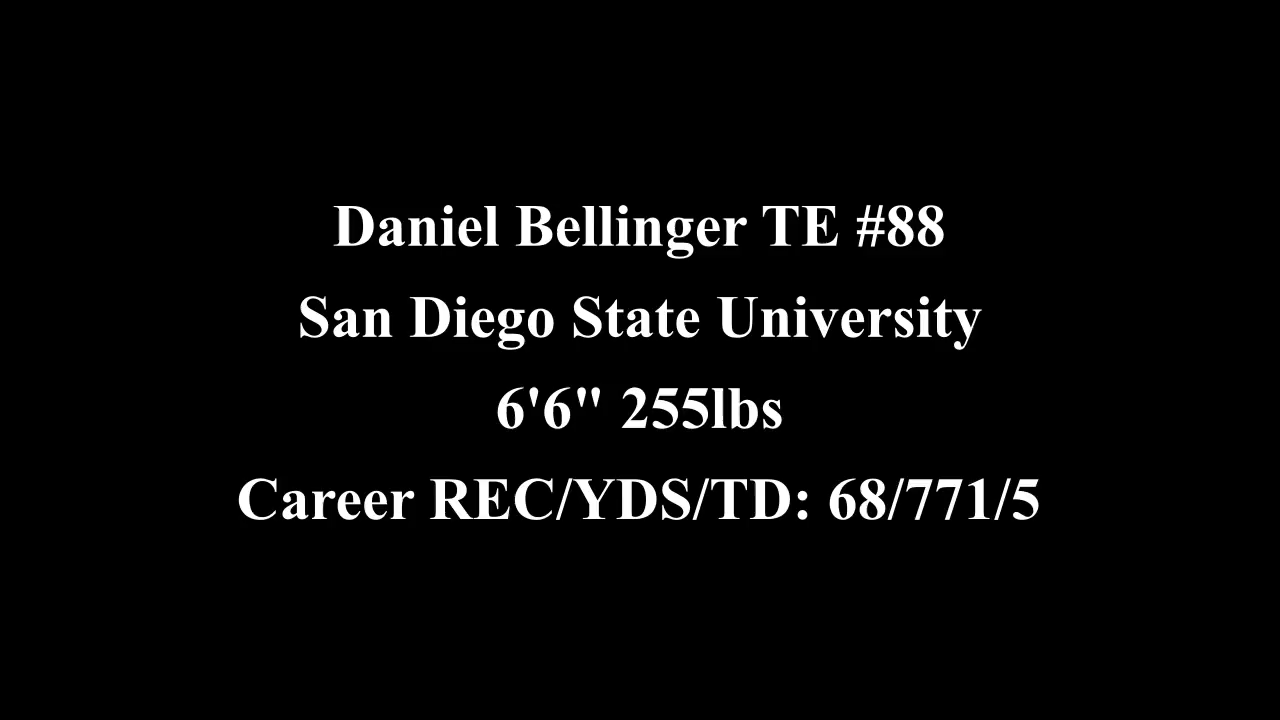 Daniel Bellinger TE #88
San Diego State University
6'6" 255lbs
Career REC/YDS/TD: 68/771/5